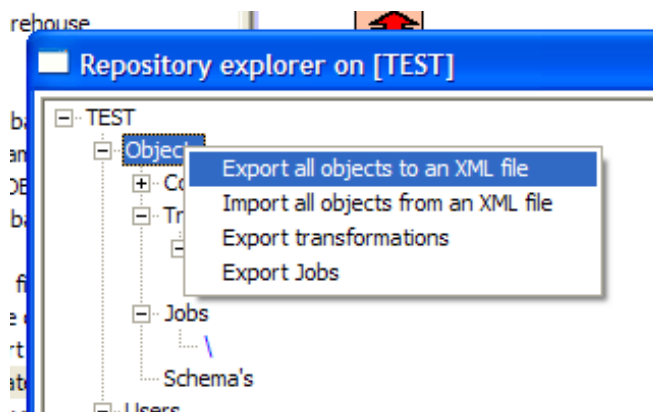 rehouse
Repository explorer on [TEST]
TEST
Export all objects to an XML file
Import all objects from an XML file
Export transformations
Export Jobs
Jobs
\
Schema's
Users